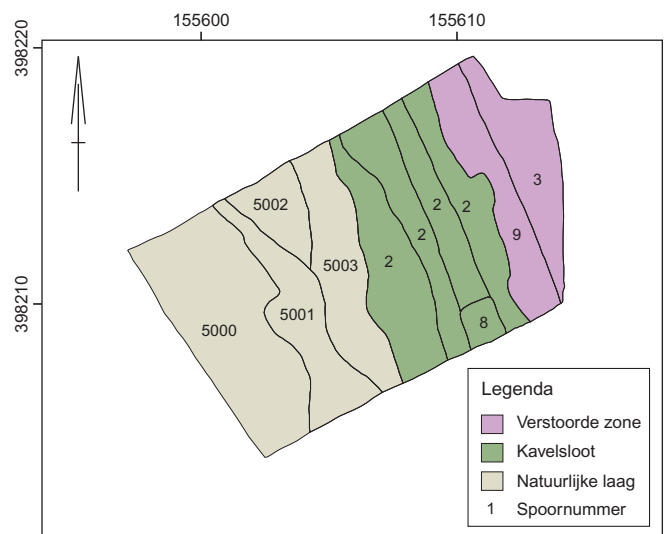 155600 155610
398220
398210
3
5002
2 2
2
9
5003
2
5001
8
5000
Legenda
Verstoorde zone
Kavelsloot
Natuurlijke laag
1 Spoornummer